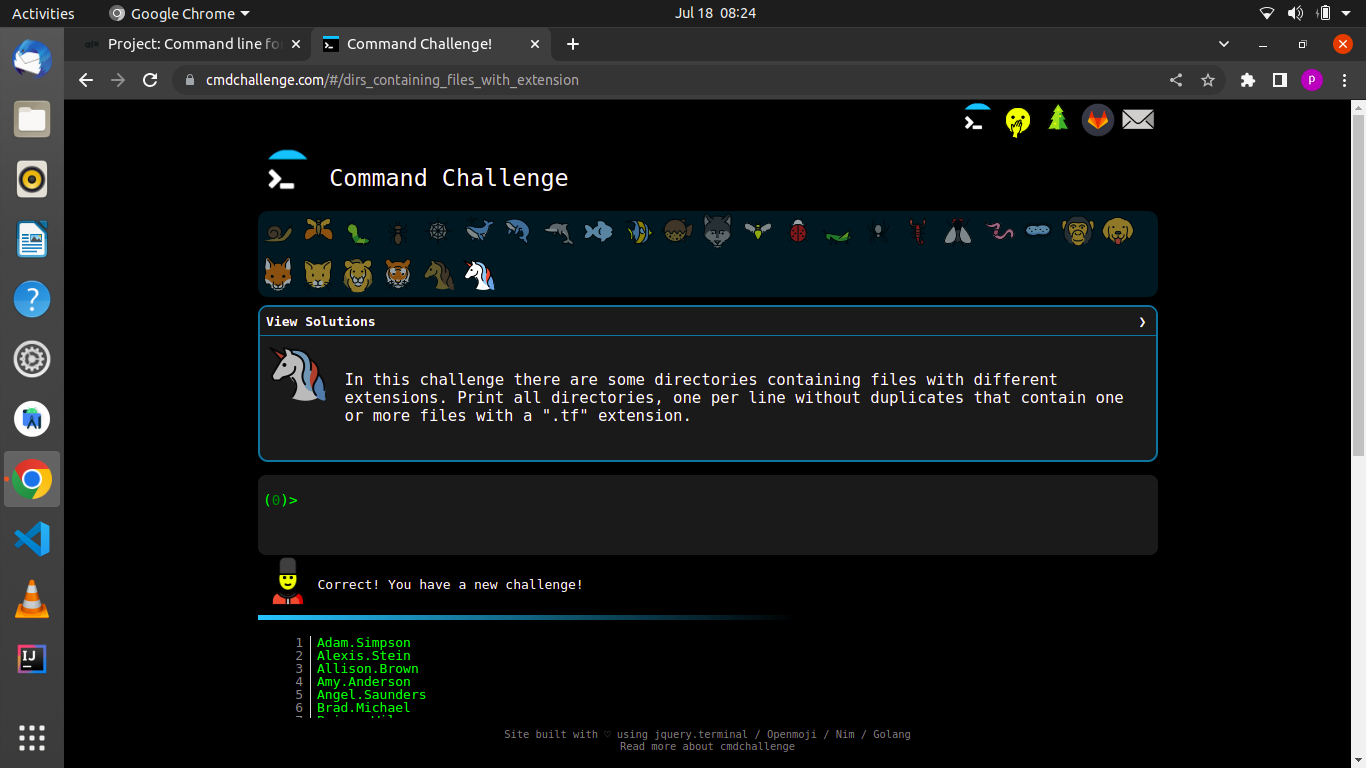 Activities
Google Chrome
Jul 18 08:24
Project: Command line fo
Command Challenge!
cmdchallenge.com/#/dirs_containing_files_with_extension
p
Command Challenge
View Solutions
In this challenge there are some directories containing files with different
extensions. Print all directories, one per line without duplicates that contain one
or more files with a ".tf" extension.
(0)>
Correct! You have a new challenge!
1 Adam.Simpson
2 Alexis.Stein
3 Allison.Brown
4 Amy.Anderson
5 Angel.Saunders
6 Brad.Michael
Site built with ♡ using jquery.terminal / Openmoji / Nim / Golang
Read more about cmdchallenge